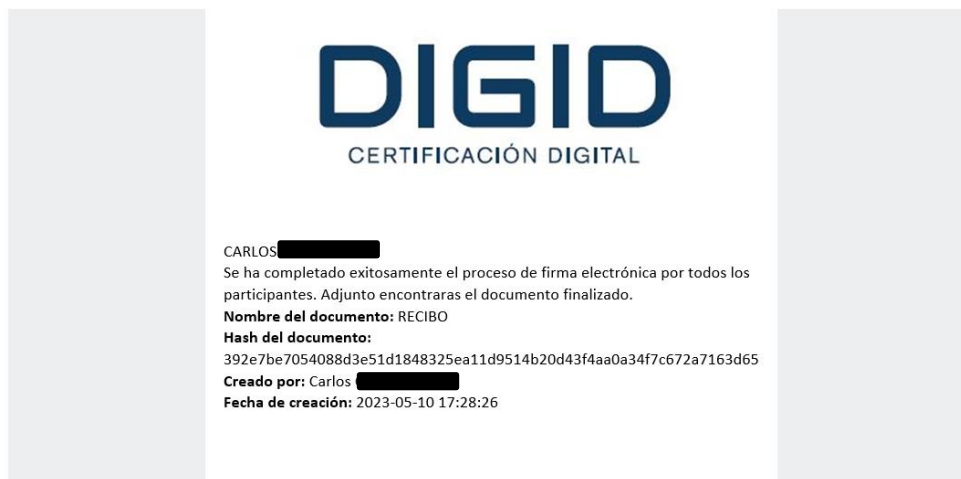 DIGID
CERTIFICACIÓN DIGITAL
CARLOS
Se ha completado exitosamente el proceso de firma electrónica por todos los
participantes. Adjunto encontraras el documento finalizado.
Nombre del documento: RECIBO
Hash del documento:
392e7be7054088d3e51d1848325ea11d9514b20d43f4aa0a34f7c672a7163d65
Creado por: Carlos
Fecha de creación: 2023-05-10 17:28:26